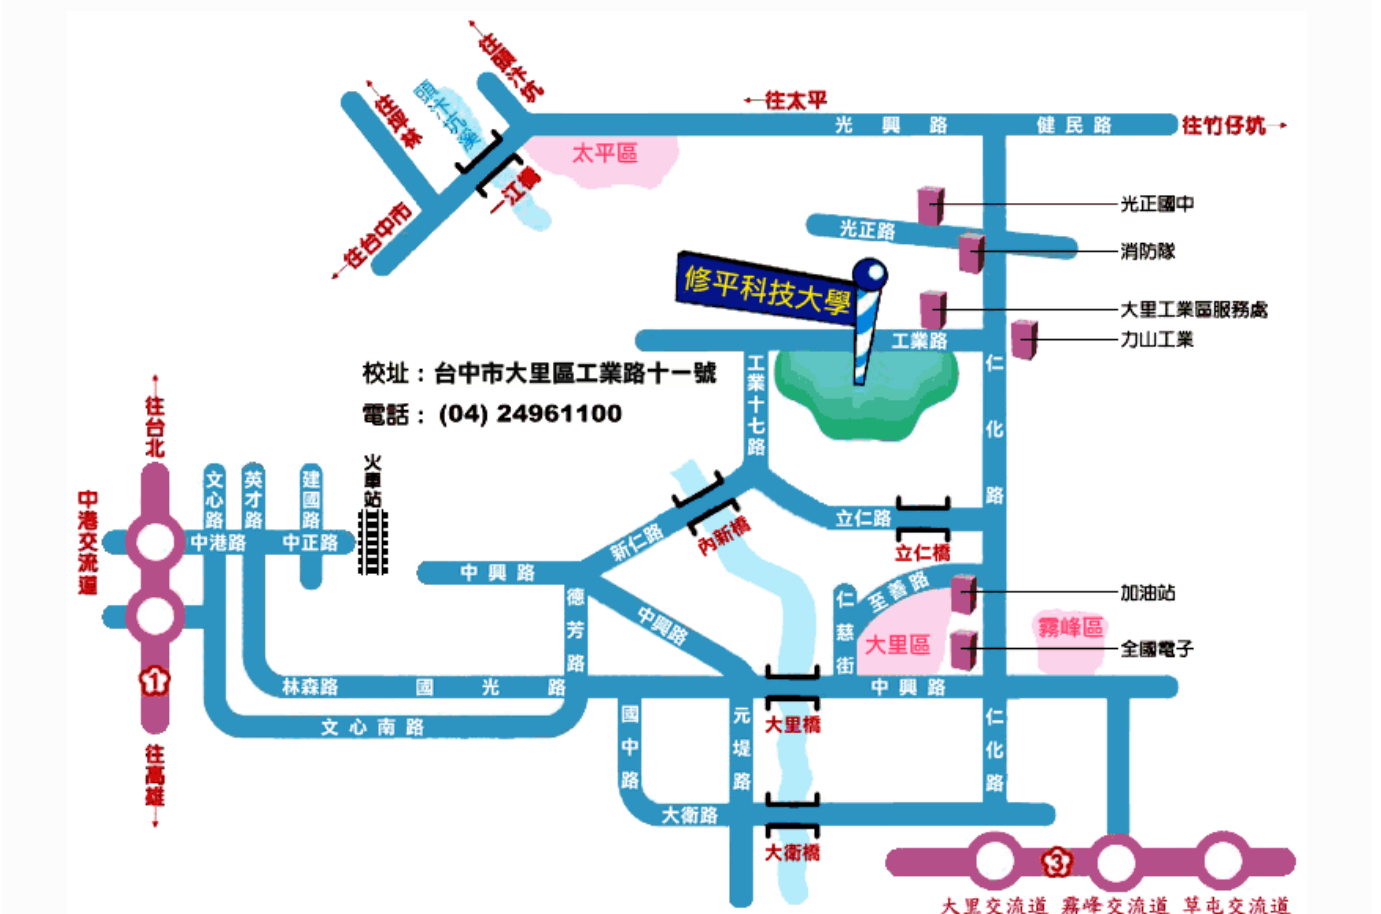 往頭汴坑
往坪林
頭汴坑溪
往太平
光興路
健民路
往竹仔坑
太平區
一江橋
往台中市
光正國中
光正路
消防隊
修平科技大學
大里工業區服務處
工業路
力山工業
校址：台中市大里區工業路十一號
電話：(04) 24961100
工業十七路
仁化路
往台北
火車站
文心路
英才路
建國路
中港交流道
中港路
中正路
立仁路
新仁路
內新橋
立仁橋
中興路
至善路
加油站
德芳路
仁慈街
中興路
大里區
霧峰區
全國電子
1
林森路
國光路
中興路
文心南路
國中路
元堤路
大里橋
仁化路
往高雄
大衛路
大衛橋
3
大里交流道
霧峰交流道
草屯交流道